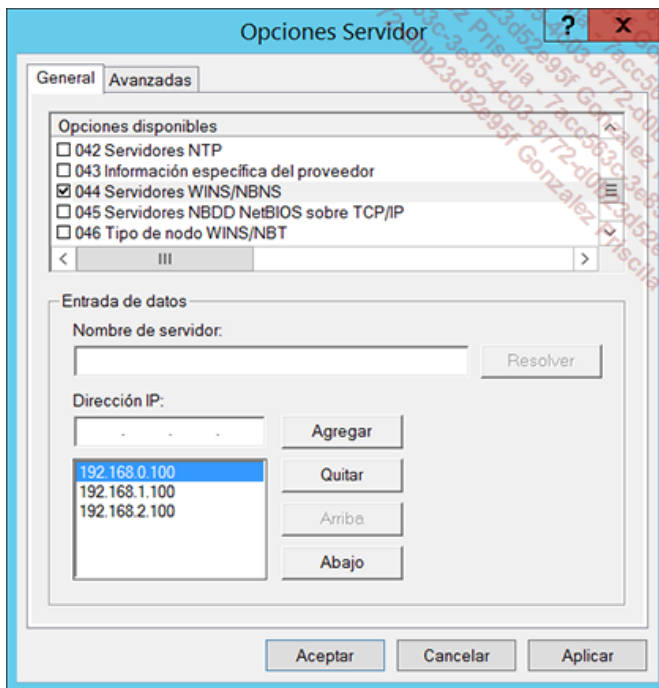 Opciones Servidor
? x
General Avanzadas
Opciones disponibles
042 Servidores NTP
043 Información específica del proveedor
044 Servidores WINS/NBNS
045 Servidores NBDD NetBIOS sobre TCP/IP
046 Tipo de nodo WINS/NBT
Entrada de datos
Nombre de servidor:
Resolver
Dirección IP:
. . .
Agregar
192.168.0.100
192.168.1.100
192.168.2.100
Quitar
Arriba
Abajo
Aceptar Cancelar Aplicar